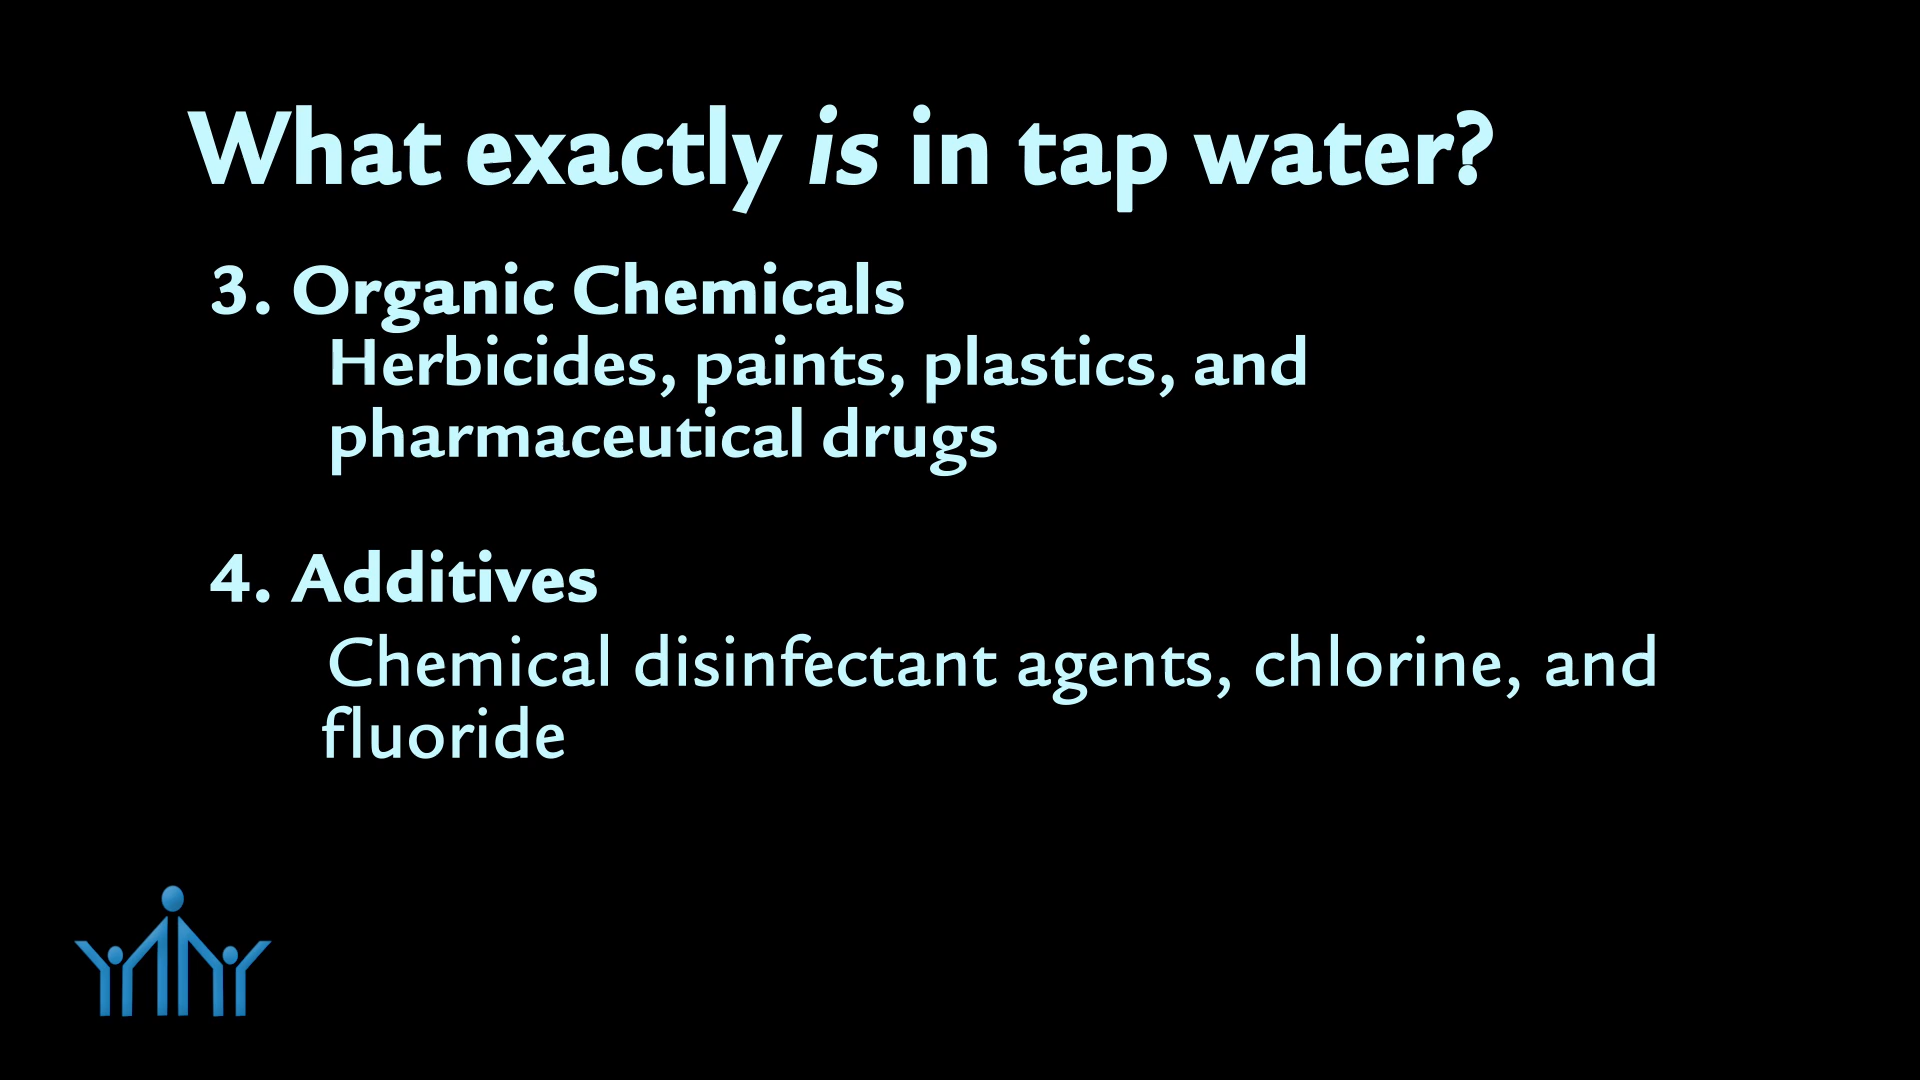 What exactly is in tap water?
3. Organic Chemicals
Herbicides, paints, plastics, and
pharmaceutical drugs
4. Additives
Chemical disinfectant agents, chlorine, and
fluoride